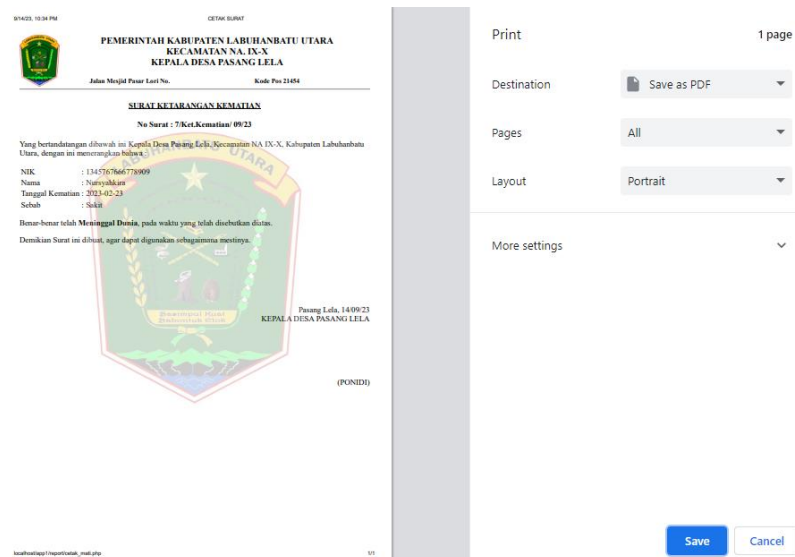 9/14/23, 10:34 PM CETAK SURAT
PEMERINTAH KABUPATEN LABUHANBATU UTARA
KECAMATAN NA. IX-X
KEPALA DESA PASANG LELA
Jalan Mesjid Pasar Lori No. Kode Pos 21454
SURAT KETARANGAN KEMATIAN
No Surat : 7/Ket.Kematian/ 09/23
Yang bertandatangan dibawah ini Kepala Desa Pasang Lela, Kecamatan NA IX-X, Kabupaten Labuhanbatu
Utara, dengan ini menerangkan bahwa :
NIK : 1345767666778909
Nama : Nursyahkira
Tanggal Kematian : 2023-02-23
Sebab : Sakit
Benar-benar telah Meninggal Dunia, pada waktu yang telah disebutkan diatas.
Demikian Surat ini dibuat, agar dapat digunakan sebagaimana mestinya.
Pasang Lela, 14/09/23
KEPALA DESA PASANG LELA
(PONIDI)
localhost/app1/report/cetak_mati.php 1/1
LABUHANBATU UTARA
Print 1 page
Destination Save as PDF
Pages All
Layout Portrait
More settings
Save Cancel